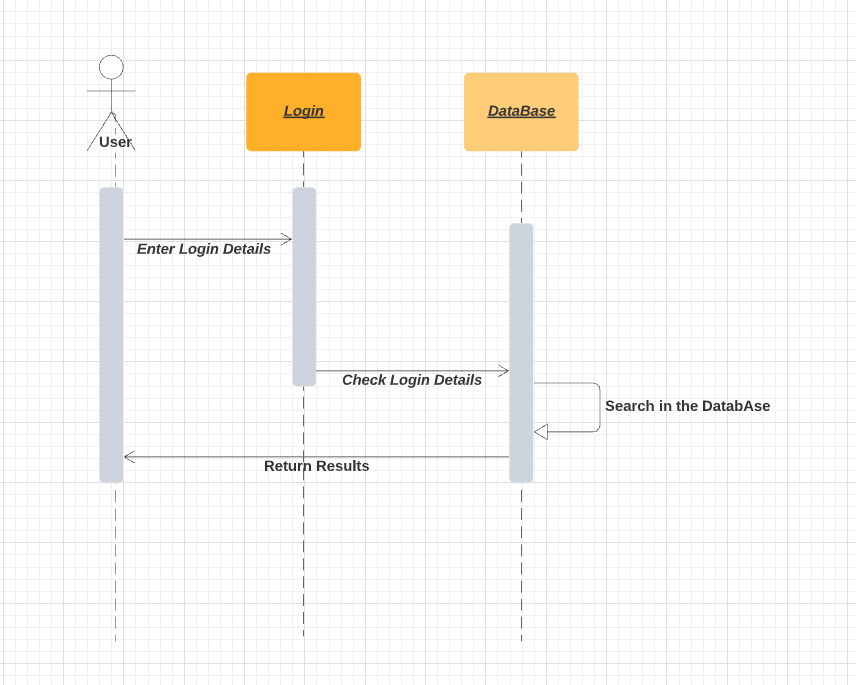 User
Login
DataBase
Enter Login Details
Check Login Details
Search in the DatabAse
Return Results